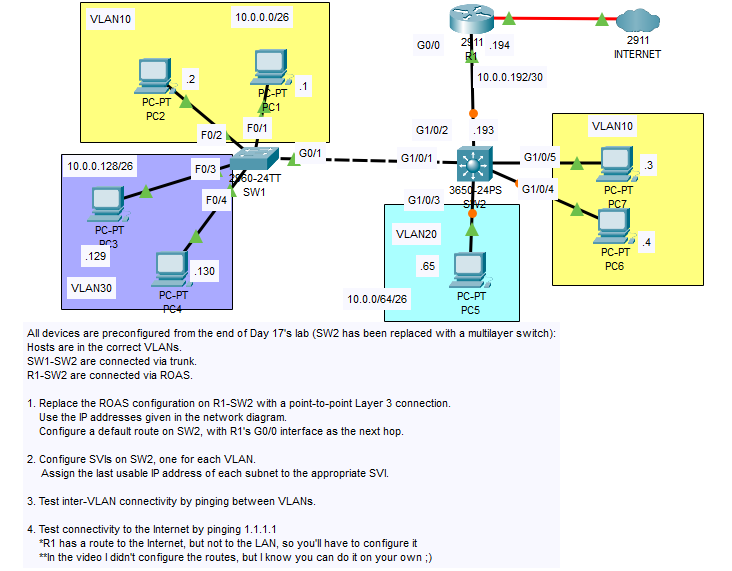 VLAN10
10.0.0.0/26
.2
.1
PC-PT
PC2
PC-PT
PC1
F0/2
F0/1
10.0.0.128/26
F0/3
F0/4
2960-24TT
SW1
G0/1
PC-PT
PC3
.129
.130
VLAN30
PC-PT
PC4
G0/0
2911
R1
.194
2911
INTERNET
10.0.0.192/30
G1/0/2
.193
G1/0/1
3650-24PS
SW2
G1/0/5
G1/0/4
G1/0/3
VLAN10
.3
PC-PT
PC7
.4
PC-PT
PC6
VLAN20
.65
10.0.0/64/26
PC-PT
PC5
All devices are preconfigured from the end of Day 17's lab (SW2 has been replaced with a multilayer switch):
Hosts are in the correct VLANs.
SW1-SW2 are connected via trunk.
R1-SW2 are connected via ROAS.
1. Replace the ROAS configuration on R1-SW2 with a point-to-point Layer 3 connection.
Use the IP addresses given in the network diagram.
Configure a default route on SW2, with R1's G0/0 interface as the next hop.
2. Configure SVIs on SW2, one for each VLAN.
Assign the last usable IP address of each subnet to the appropriate SVI.
3. Test inter-VLAN connectivity by pinging between VLANs.
4. Test connectivity to the Internet by pinging 1.1.1.1
*R1 has a route to the Internet, but not to the LAN, so you'll have to configure it
**In the video I didn't configure the routes, but I know you can do it on your own ;)